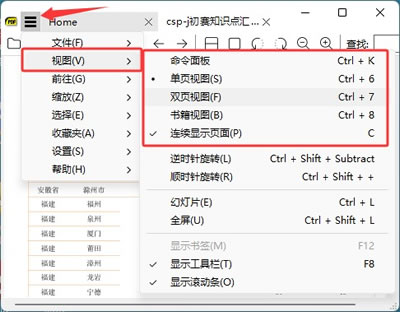 PDF
Home
csp-j初赛知识点汇...
查找:
文件(F)
视图(V)
前往(G)
缩放(Z)
选择(E)
收藏夹(A)
设置(S)
帮助(H)
命令面板 Ctrl + K
单页视图(S) Ctrl + 6
双页视图(F) Ctrl + 7
书籍视图(B) Ctrl + 8
连续显示页面(P) C
逆时针旋转(L) Ctrl + Shift + Subtract
顺时针旋转(R) Ctrl + Shift + +
幻灯片(E) Ctrl + L
全屏(U) Ctrl + Shift + L
显示书签(M) F12
显示工具栏(T) F8
显示滚动条(O)
安徽省 滁州市
福建 福州
福建 泉州
福建 厦门
福建 莆田
福建 漳州
福建 龙岩
福建 宁德